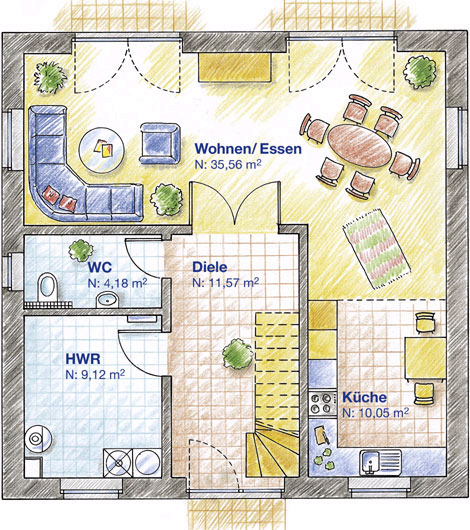 Wohnen/Essen
N: 35,56 m²
WC
N: 4,18 m²
Diele
N: 11,57 m²
HWR
N: 9,12 m²
Küche
N: 10,05 m²